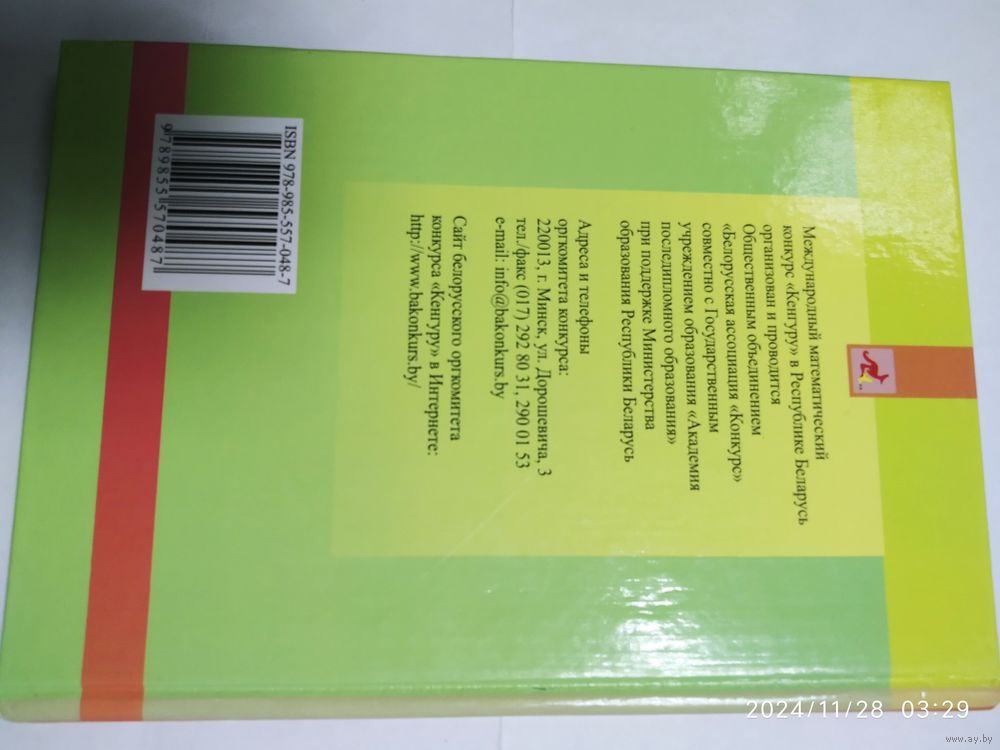 Международный математический
конкурс «Кенгуру» в Республике Беларусь
организован и проводится
Общественным объединением
«Белорусская ассоциация «Конкурс»
совместно с Государственным
учреждением образования «Академия
последипломного образования»
при поддержке Министерства
образования Республики Беларусь
Адреса и телефоны
оргкомитета конкурса:
220013, г. Минск, ул. Дорошевича, 3
тел./факс (017) 292 80 31, 290 01 53
e-mail: info@bakonkurs.by
Сайт белорусского оргкомитета
конкурса «Кенгуру» в Интернете:
http://www.bakonkurs.by/
ISBN 978-985-557-048-7
9789855570487
2024/11/28 03:29
www.ay.by